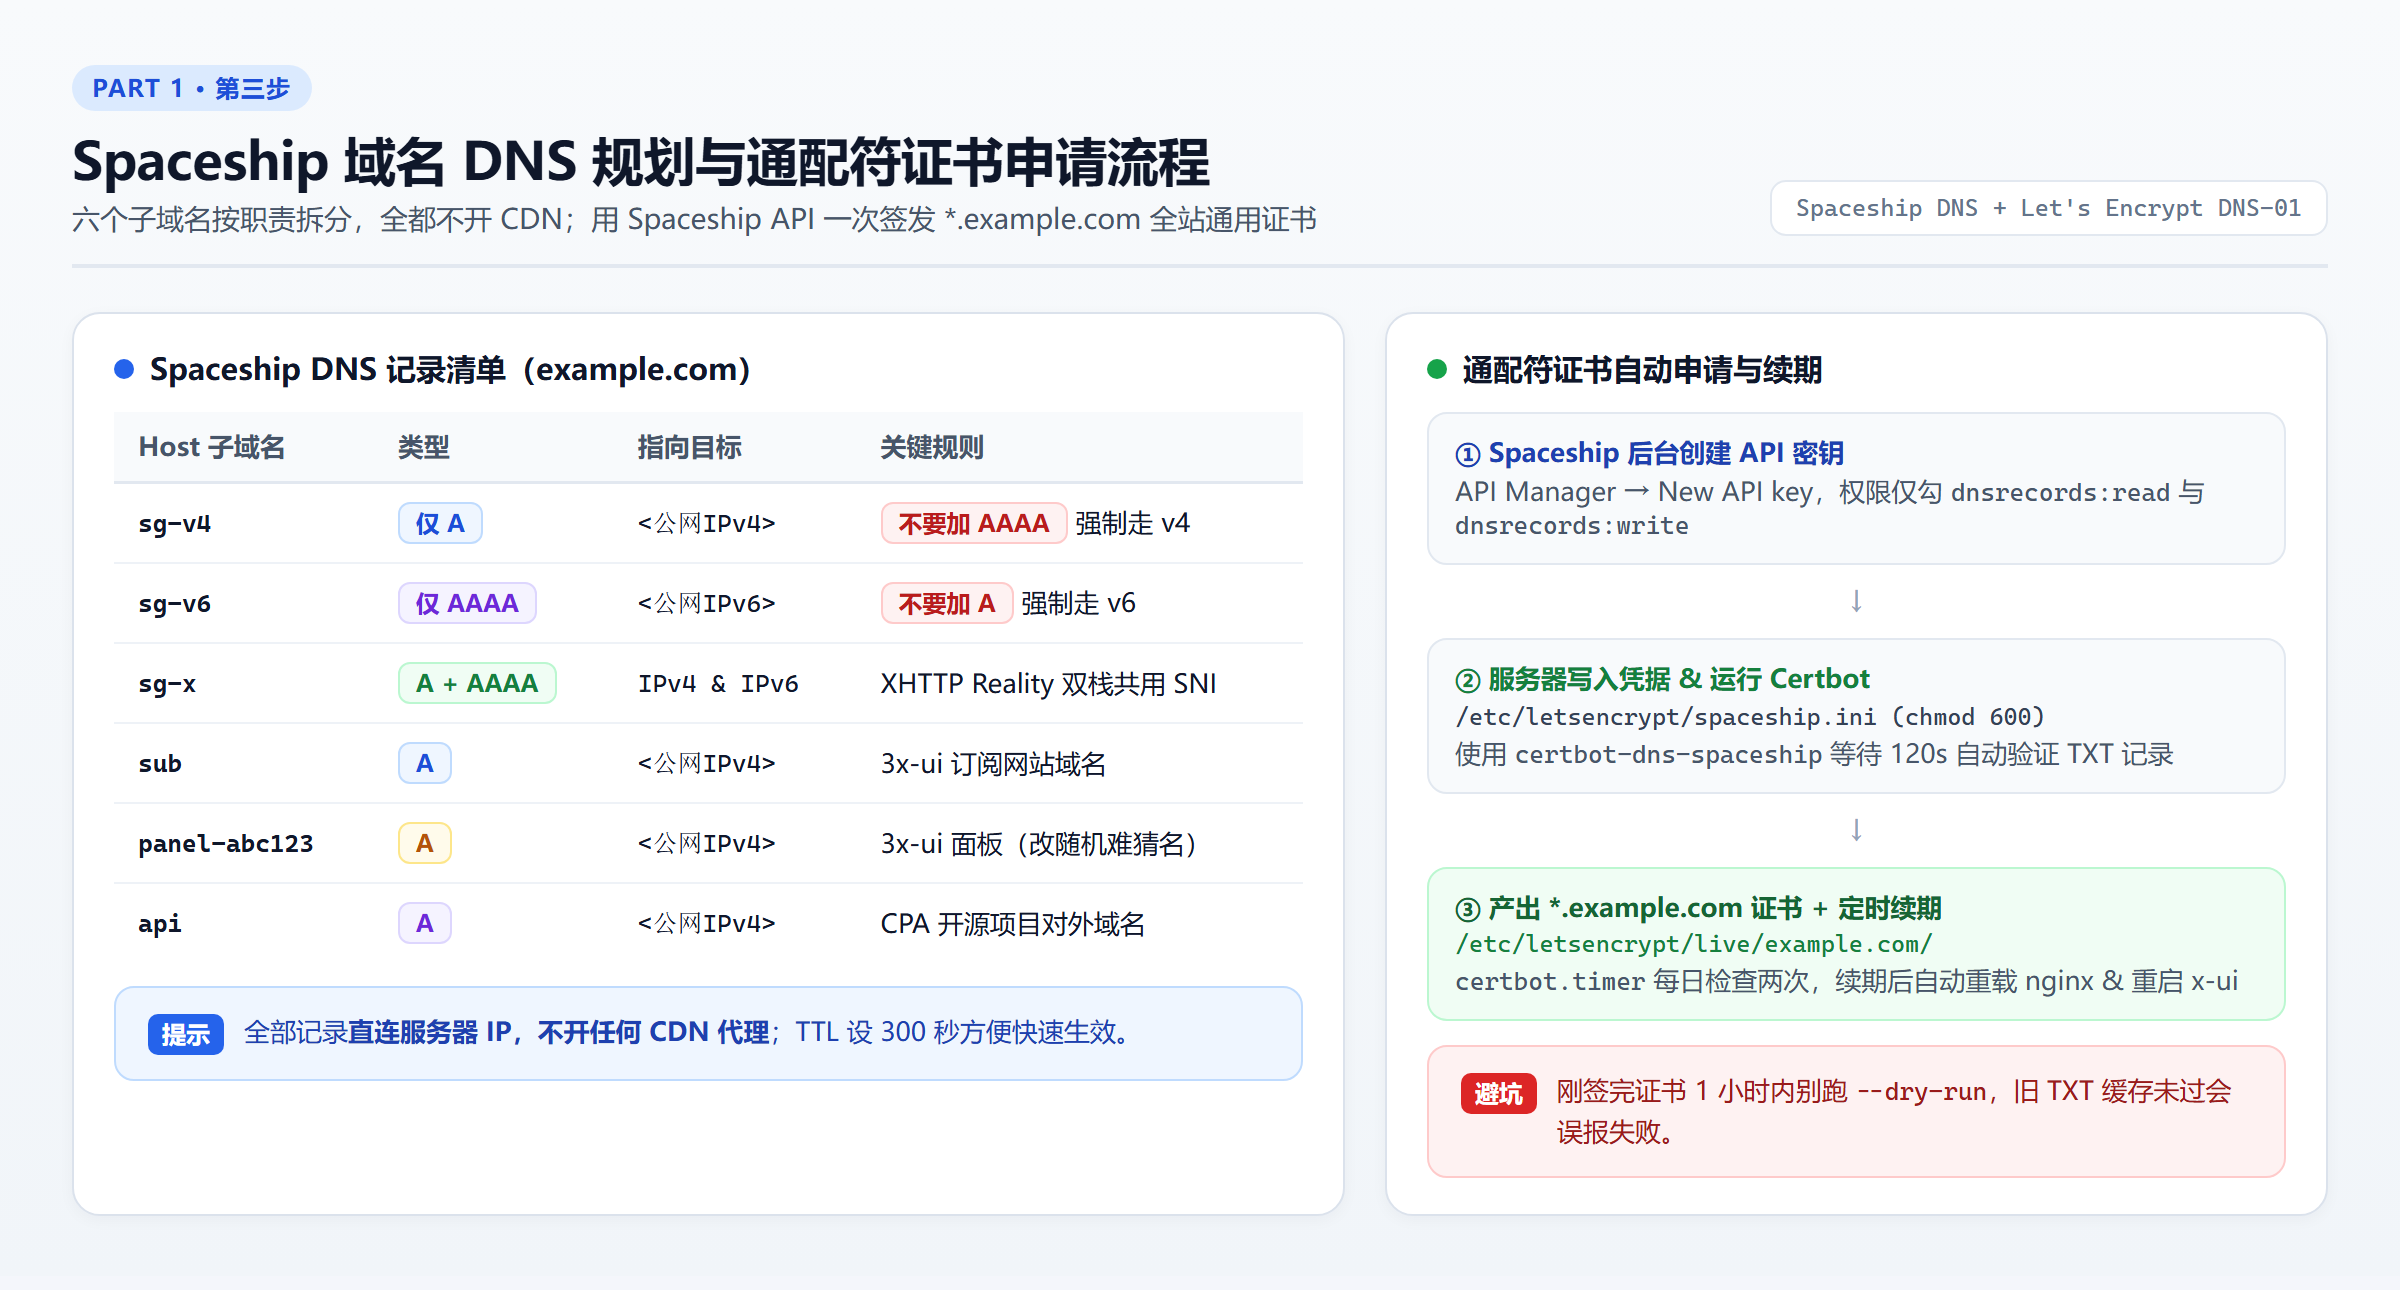 PART 1 • 第三步
Spaceship 域名 DNS 规划与通配符证书申请流程
六个子域名按职责拆分，全都不开 CDN；用 Spaceship API 一次签发 *.example.com 全站通用证书
Spaceship DNS + Let's Encrypt DNS-01
Spaceship DNS 记录清单（example.com）
Host 子域名 类型 指向目标 关键规则
sg-v4 仅 A <公网IPv4> 不要加 AAAA 强制走 v4
sg-v6 仅 AAAA <公网IPv6> 不要加 A 强制走 v6
sg-x A + AAAA IPv4 & IPv6 XHTTP Reality 双栈共用 SNI
sub A <公网IPv4> 3x-ui 订阅网站域名
panel-abc123 A <公网IPv4> 3x-ui 面板（改随机难猜名）
api A <公网IPv4> CPA 开源项目对外域名
提示 全部记录直连服务器 IP，不开任何 CDN 代理；TTL 设 300 秒方便快速生效。
通配符证书自动申请与续期
① Spaceship 后台创建 API 密钥
API Manager → New API key，权限仅勾 dnsrecords:read 与
dnsrecords:write
↓
② 服务器写入凭据 & 运行 Certbot
/etc/letsencrypt/spaceship.ini (chmod 600)
使用 certbot-dns-spaceship 等待 120s 自动验证 TXT 记录
↓
③ 产出 *.example.com 证书 + 定时续期
/etc/letsencrypt/live/example.com/
certbot.timer 每日检查两次，续期后自动重载 nginx & 重启 x-ui
避坑 刚签完证书 1 小时内别跑 --dry-run，旧 TXT 缓存未过会
误报失败。